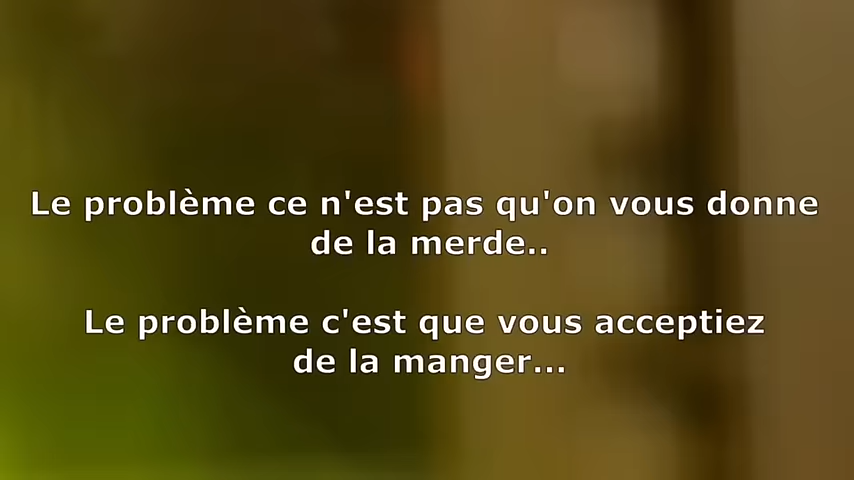 Le problème ce n'est pas qu'on vous donne
de la merde..
Le problème c'est que vous acceptiez
de la manger...